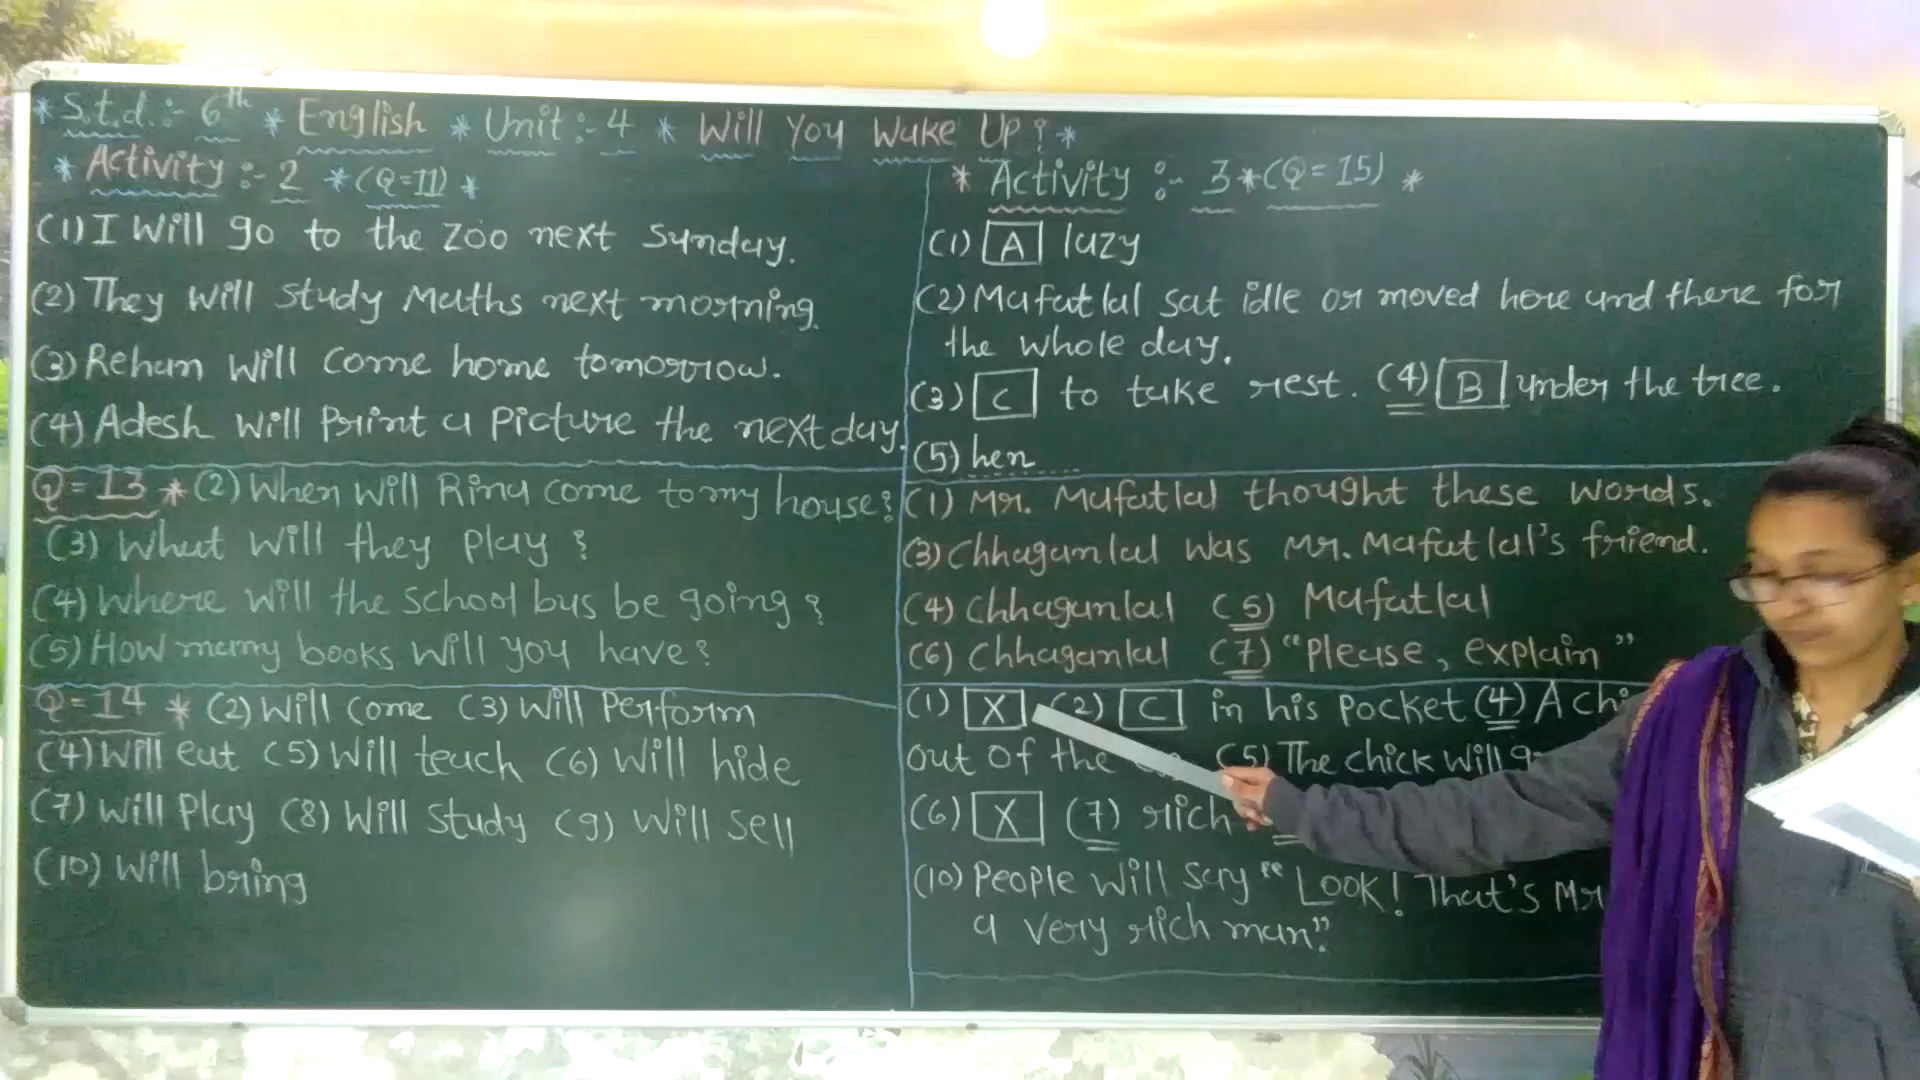 * S.t.d. :- 6th * English * Unit :- 4 * Will You Wake Up? *
* Activity :- 2 * (Q=11) *
(1) I will go to the zoo next Sunday.
(2) They will study Maths next morning.
(3) Rehan will come home tomorrow.
(4) Adesh will print a picture the next day.
Q=13 * (2) When will Rina come to my house?
(3) What will they play?
(4) Where will the school bus be going?
(5) How many books will you have?
Q=14 * (2) Will come (3) Will perform
(4) Will eat (5) Will teach (6) Will hide
(7) Will play (8) Will study (9) Will sell
(10) Will bring
* Activity :- 3 * (Q=15) *
(1) A lazy
(2) Mafatlal sat idle or moved here and there for
the whole day.
(3) C to take rest. (4) B under the tree.
(5) hen
(1) Mr. Mafatlal thought these words.
(3) Chhaganlal was Mr. Mafatlal's friend.
(4) Chhaganlal (5) Mafatlal
(6) Chhaganlal (7) "Please, explain"
(1) X (2) C in his pocket (4) A
out of the (5) The chick will
(6) X (7) rich
(10) People will say "Look! That's
a very rich man".